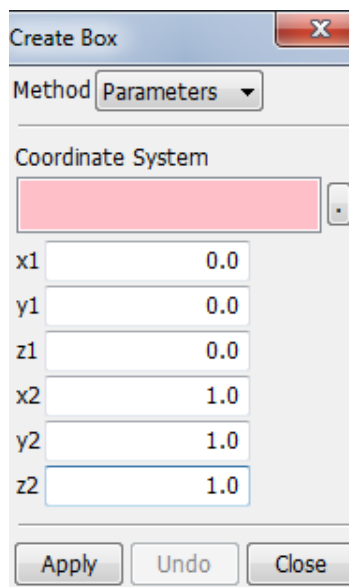 Create Box
x
Method Parameters
Coordinate System
.
x1 0.0
y1 0.0
z1 0.0
x2 1.0
y2 1.0
z2 1.0
Apply Undo Close